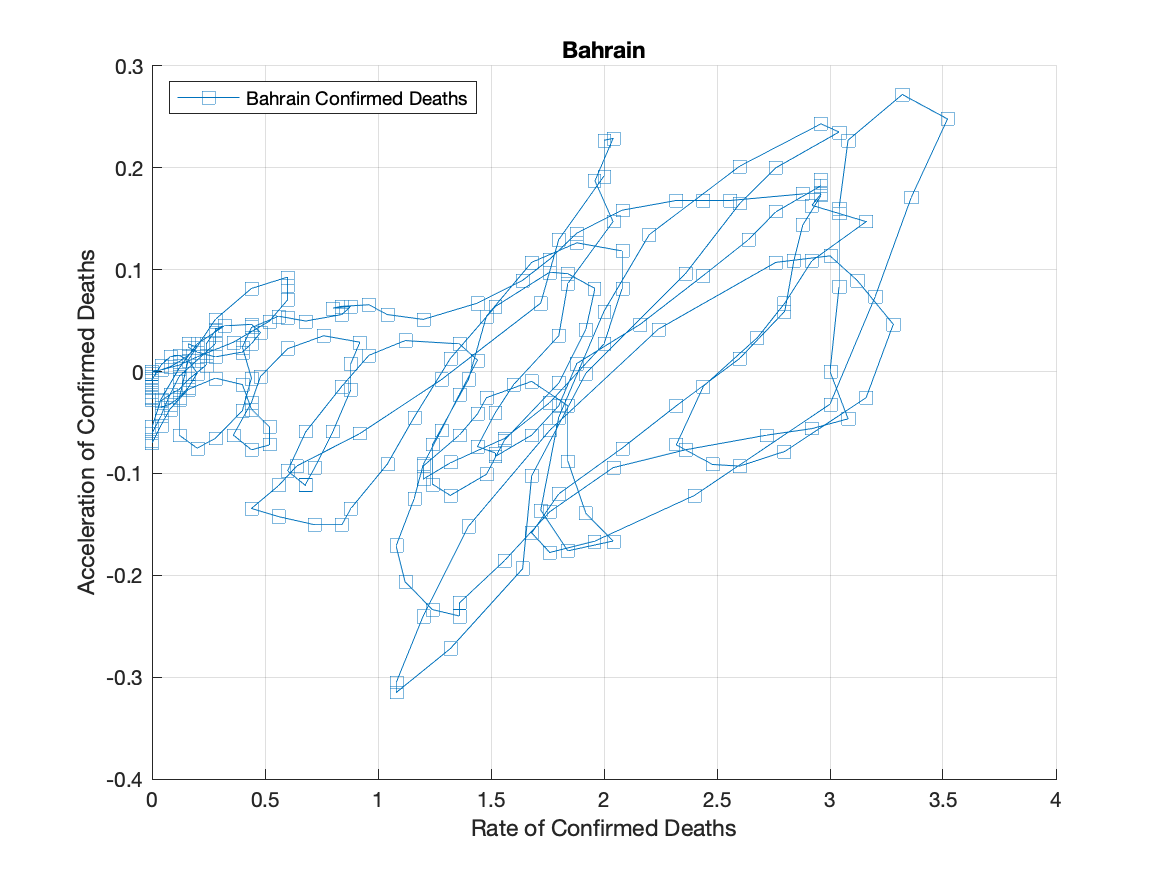 Bahrain
Bahrain Confirmed Deaths
0.3
0.2
0.1
0
-0.1
-0.2
-0.3
-0.4
Acceleration of Confirmed Deaths
0 0.5 1 1.5 2 2.5 3 3.5 4
Rate of Confirmed Deaths